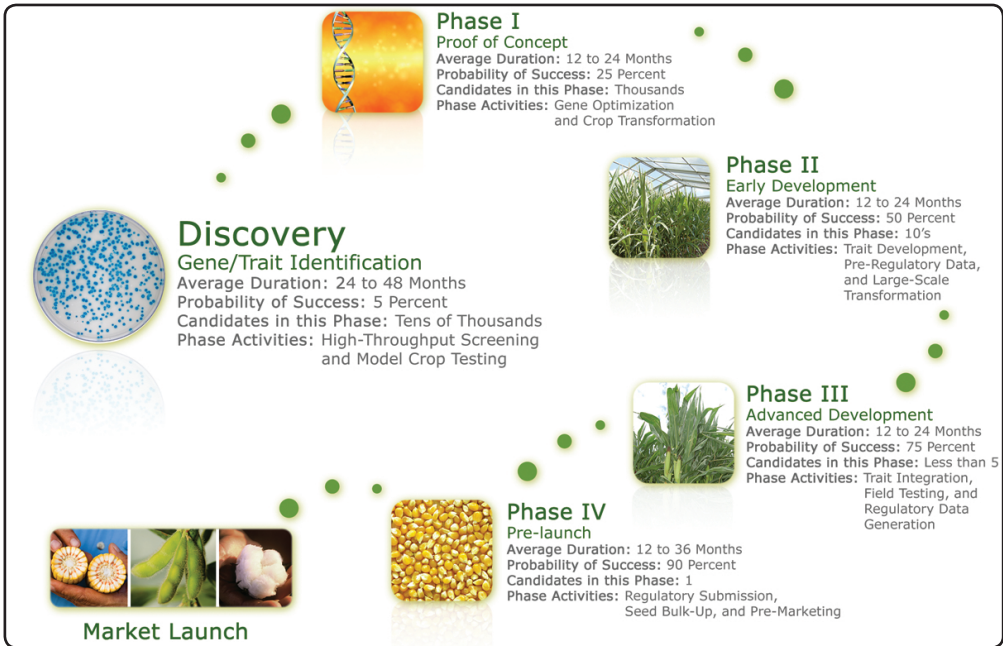 Phase I
Proof of Concept
Average Duration: 12 to 24 Months
Probability of Success: 25 Percent
Candidates in this Phase: Thousands
Phase Activities: Gene Optimization
and Crop Transformation
Phase II
Early Development
Average Duration: 12 to 24 Months
Probability of Success: 50 Percent
Candidates in this Phase: 10's
Phase Activities: Trait Development,
Pre-Regulatory Data,
and Large-Scale
Transformation
Discovery
Gene/Trait Identification
Average Duration: 24 to 48 Months
Probability of Success: 5 Percent
Candidates in this Phase: Tens of Thousands
Phase Activities: High-Throughput Screening
and Model Crop Testing
Phase III
Advanced Development
Average Duration: 12 to 24 Months
Probability of Success: 75 Percent
Candidates in this Phase: Less than 5
Phase Activities: Trait Integration,
Field Testing, and
Regulatory Data
Generation
Phase IV
Pre-launch
Average Duration: 12 to 36 Months
Probability of Success: 90 Percent
Candidates in this Phase: 1
Phase Activities: Regulatory Submission,
Seed Bulk-Up, and Pre-Marketing
Market Launch